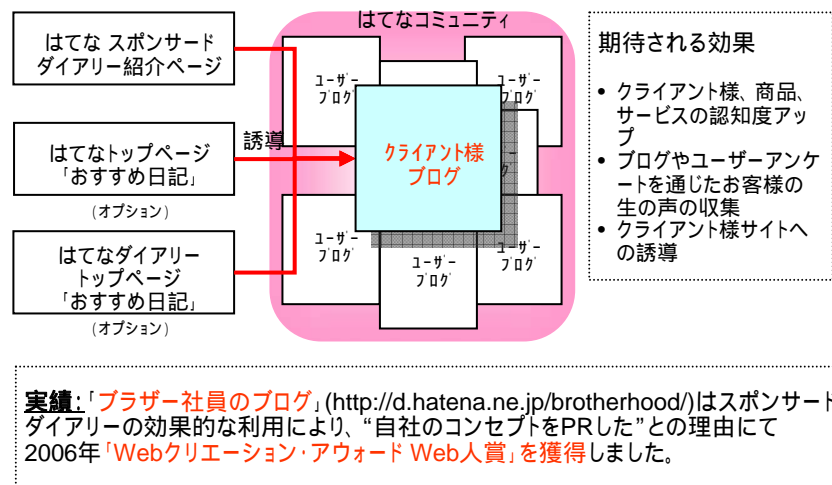 はてなコミュニティ
はてな スポンサード
ダイアリー紹介ページ
はてなトップページ
「おすすめ日記」
（オプション）
はてなダイアリー
トップページ
「おすすめ日記」
（オプション）
誘導
ユーザー
ブログ
ユーザー
ブログ
クライアント様
ブログ
ー
グ
ユーザー
ブログ
ユーザー
ブログ
ユーザー
ブログ
期待される効果
• クライアント様、商品、
サービスの認知度アッ
プ
• ブログやユーザーアンケ
ートを通じたお客様の
生の声の収集
• クライアント様サイトへ
の誘導
実績:「ブラザー社員のブログ」(http://d.hatena.ne.jp/brotherhood/)はスポンサード
ダイアリーの効果的な利用により、“自社のコンセプトをPRした”との理由にて
2006年「Webクリエーション・アウォード Web人賞」を獲得しました。